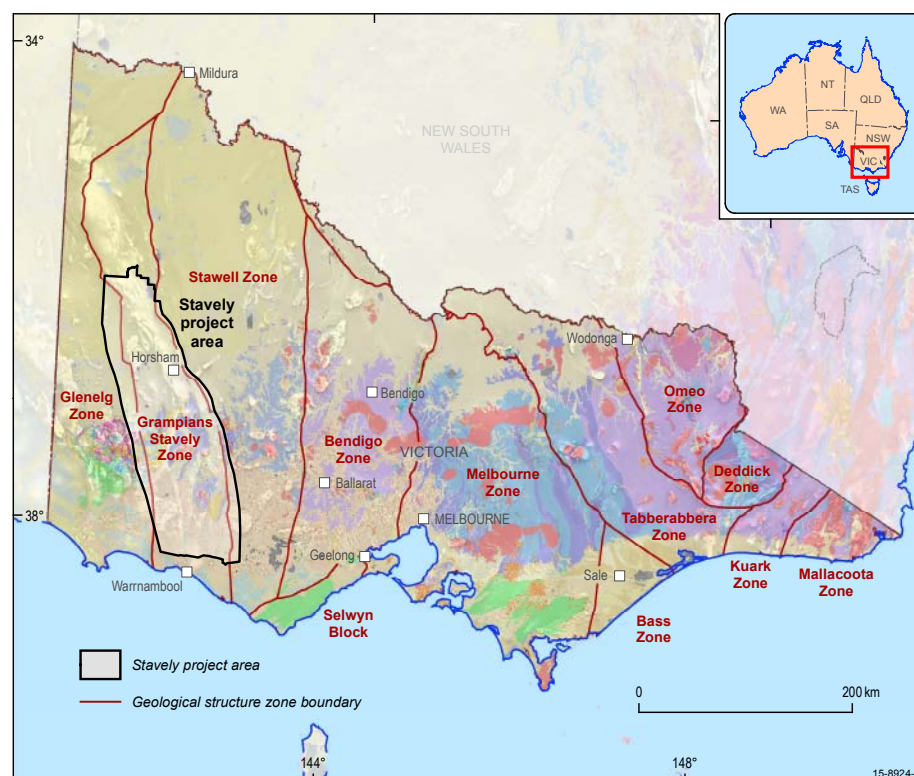 34°
Mildura
NEW SOUTH
WALES
WA
NT
QLD
SA
NSW
VIC
TAS
Stawell Zone
Stavely
project
area
Horsham
Wodonga
Glenelg
Zone
Grampians
Stavely
Zone
Bendigo
Bendigo
Zone
VICTORIA
Omeo
Zone
Ballarat
Melbourne
Zone
Deddick
Zone
38°
MELBOURNE
Tabberabbera
Zone
Geelong
Warrnambool
Sale
Kuark
Zone
Mallacoota
Zone
Selwyn
Block
Bass
Zone
Stavely project area
Geological structure zone boundary
0
200 km
144°
148°
15-8924-